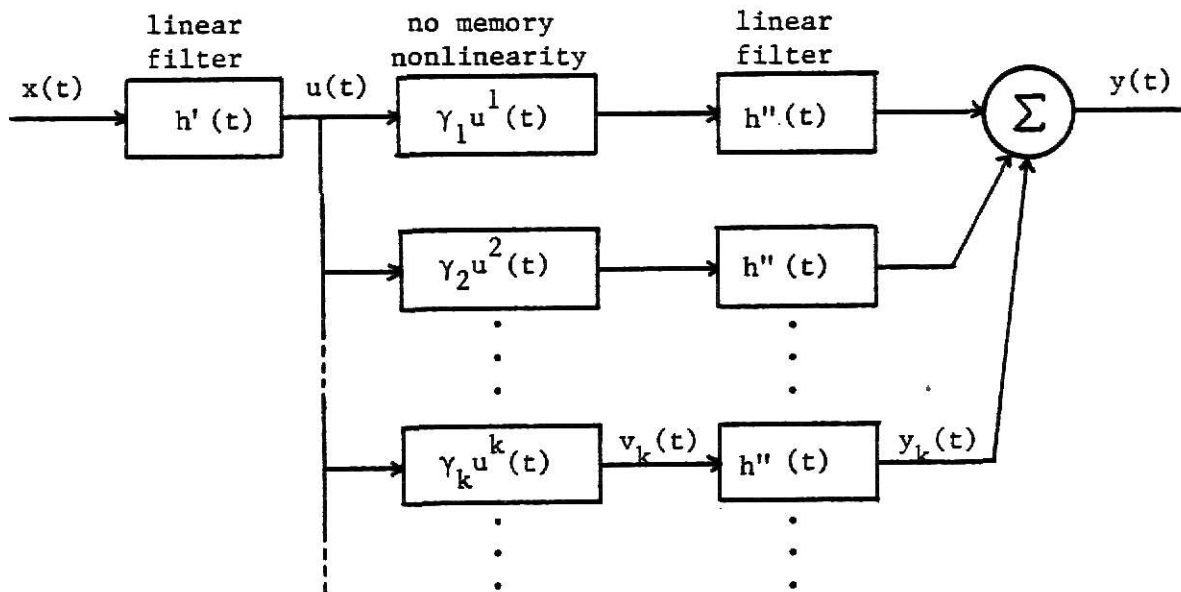 linear
filter
no memory
nonlinearity
linear
filter
x(t)
h'(t)
u(t)
γ₁u¹(t)
h''(t)
Σ
y(t)
γ₂u²(t)
h''(t)
γₖuᵏ(t)
vₖ(t)
h''(t)
yₖ(t)